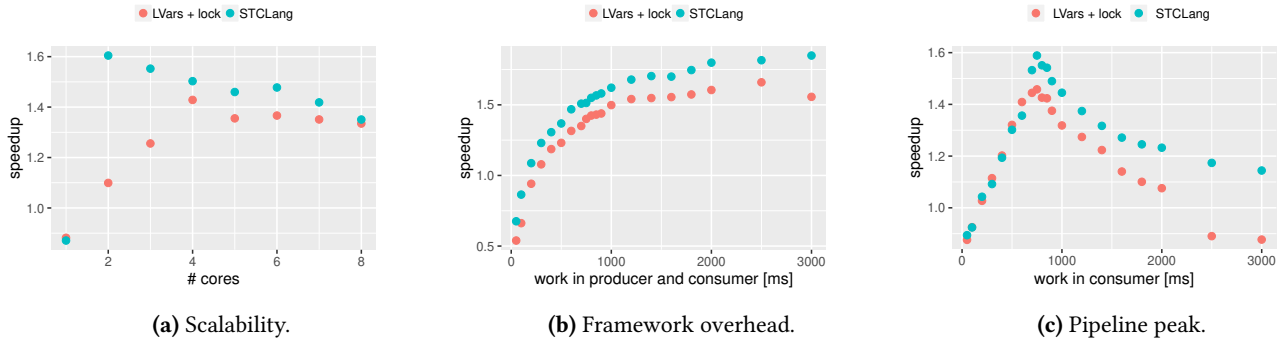 LVars + lock STCLang
1.6
1.4
1.2
1.0
speedup
2 4 6 8
# cores
(a) Scalability.
LVars + lock STCLang
1.5
1.0
0.5
speedup
0 1000 2000 3000
work in producer and consumer [ms]
(b) Framework overhead.
LVars + lock STCLang
1.6
1.4
1.2
1.0
speedup
0 1000 2000 3000
work in consumer [ms]
(c) Pipeline peak.